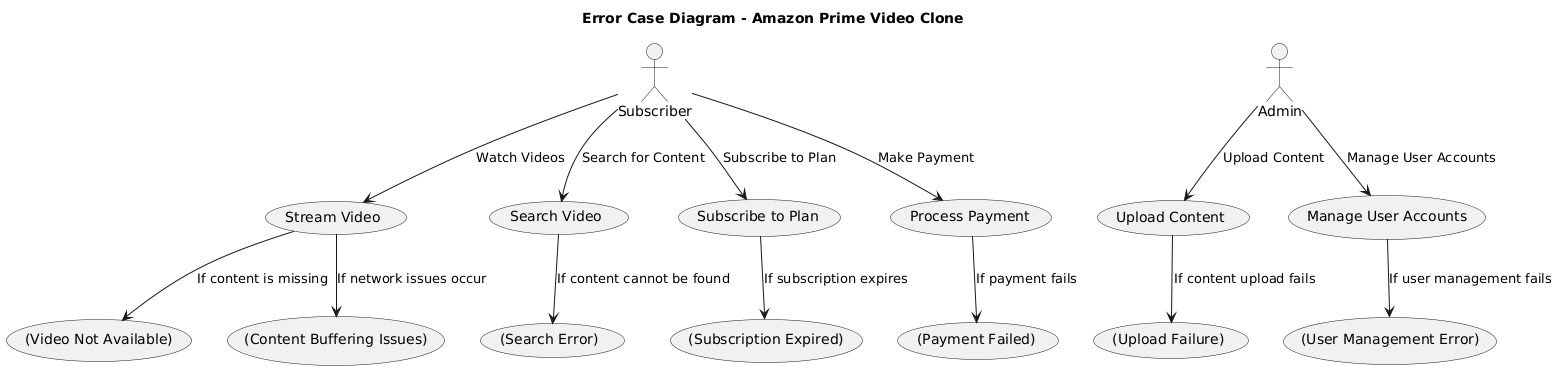 Error Case Diagram - Amazon Prime Video Clone
Subscriber
Admin
Watch Videos
Search for Content
Subscribe to Plan
Make Payment
Upload Content
Manage User Accounts
Stream Video
Search Video
Subscribe to Plan
Process Payment
Upload Content
Manage User Accounts
If content is missing
If network issues occur
If content cannot be found
If subscription expires
If payment fails
If content upload fails
If user management fails
(Video Not Available)
(Content Buffering Issues)
(Search Error)
(Subscription Expired)
(Payment Failed)
(Upload Failure)
(User Management Error)